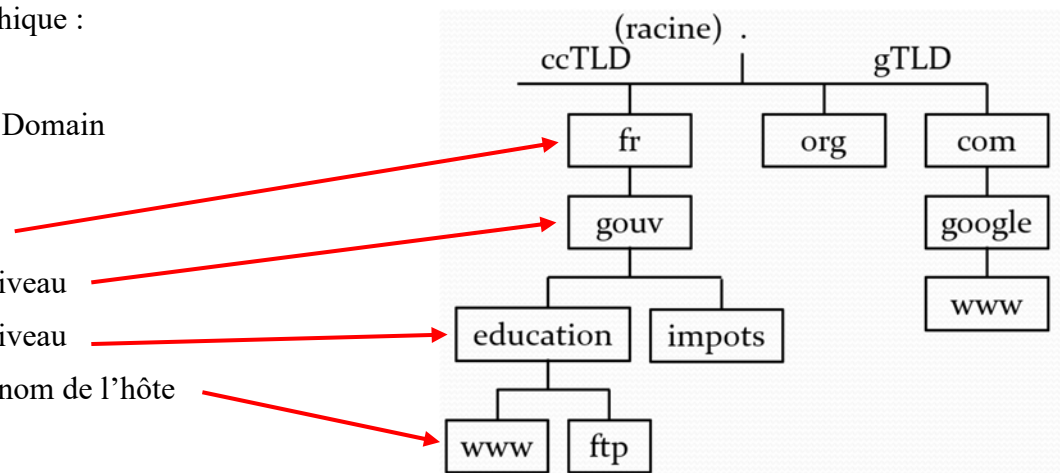 hique :
(racine) .
ccTLD gTLD
Domain
fr org com
gouv google
iveau
www
iveau
education impots
nom de l’hôte
www ftp